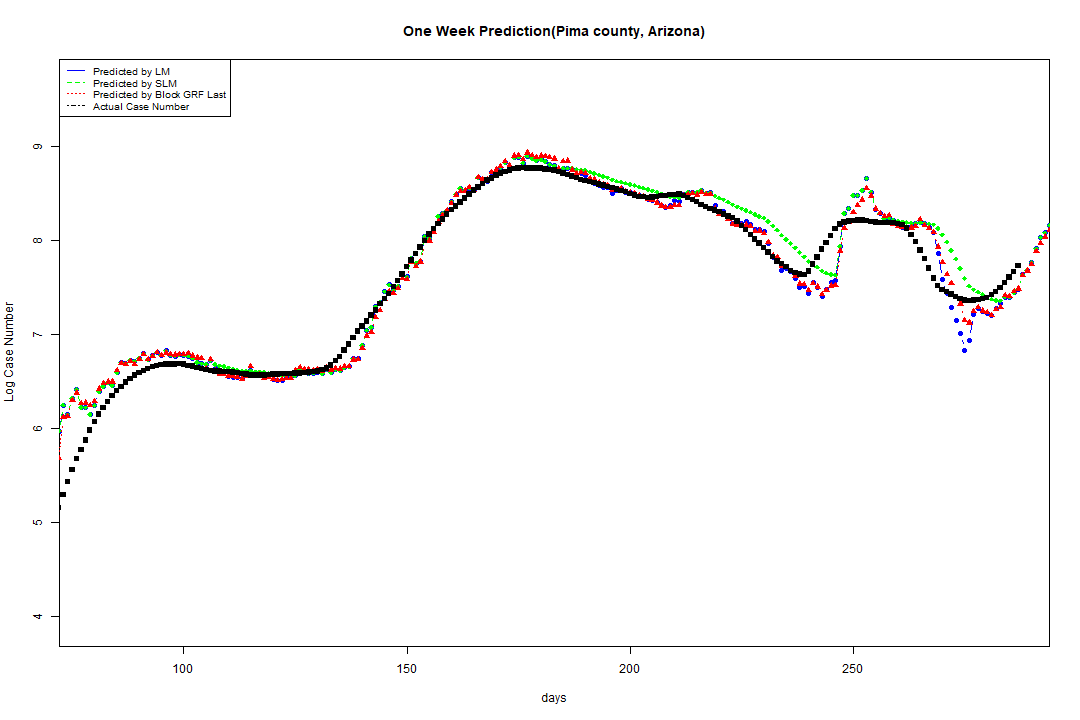 One Week Prediction(Pima county, Arizona)
Predicted by LM
Predicted by SLM
Predicted by Block GRF Last
Actual Case Number
9
8
7
6
5
4
Log Case Number
100 150 200 250
days